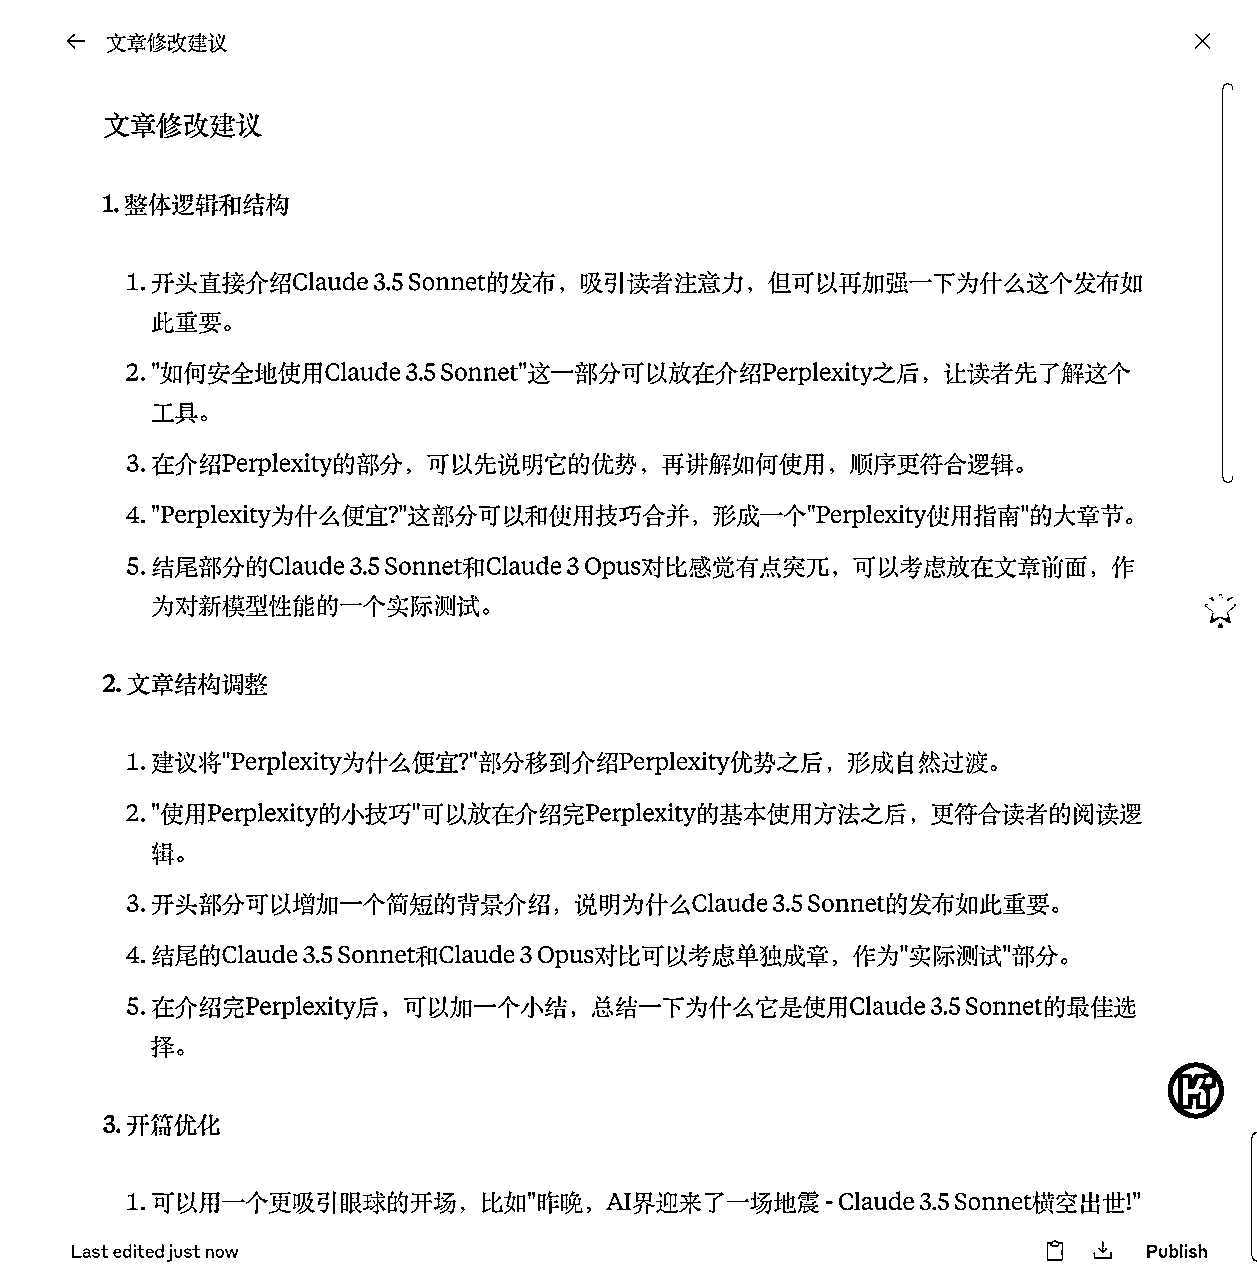 文章修改建议
文章修改建议
1. 整体逻辑和结构
1. 开头直接介绍Claude 3.5 Sonnet的发布，吸引读者注意力，但可以再加强一下为什么这个发布如
此重要。
2. "如何安全地使用Claude 3.5 Sonnet"这一部分可以放在介绍Perplexity之后，让读者先了解这个
工具。
3. 在介绍Perplexity的部分，可以先说明它的优势，再讲解如何使用，顺序更符合逻辑。
4. "Perplexity为什么便宜?"这部分可以和使用技巧合并，形成一个"Perplexity使用指南"的大章节。
5. 结尾部分的Claude 3.5 Sonnet和Claude 3 Opus对比感觉有点突兀，可以考虑放在文章前面，作
为对新模型性能的一个实际测试。
2. 文章结构调整
1. 建议将"Perplexity为什么便宜?"部分移到介绍Perplexity优势之后，形成自然过渡。
2. "使用Perplexity的小技巧"可以放在介绍完Perplexity的基本使用方法之后，更符合读者的阅读逻
辑。
3. 开头部分可以增加一个简短的背景介绍，说明为什么Claude 3.5 Sonnet的发布如此重要。
4. 结尾的Claude 3.5 Sonnet和Claude 3 Opus对比可以考虑单独成章，作为"实际测试"部分。
5. 在介绍完Perplexity后，可以加一个小结，总结一下为什么它是使用Claude 3.5 Sonnet的最佳选
择。
3. 开篇优化
1. 可以用一个更吸引眼球的开场，比如"昨晚，AI界迎来了一场地震 - Claude 3.5 Sonnet横空出世!"
Last edited just now
Publish